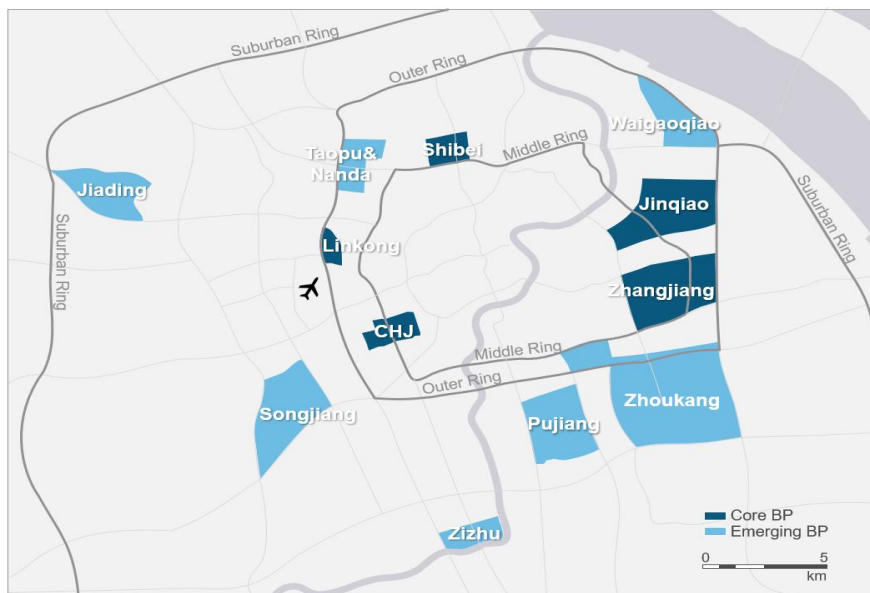 Suburban Ring
Outer Ring
Waigaoqiao
Taopu&
Nanda
Shibei
Middle Ring
Jiading
Jinqiao
Suburban Ring
Suburban Ring
Linkong
Zhangjiang
CHJ
Middle Ring
Outer Ring
Songjiang
Pujiang
Zhoukang
Zizhu
Core BP
Emerging BP
0 5
km